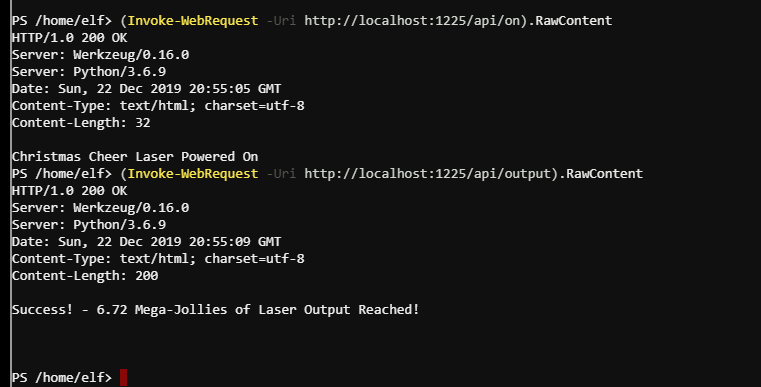 PS /home/elf> (Invoke-WebRequest -Uri http://localhost:1225/api/on).RawContent
HTTP/1.0 200 OK
Server: Werkzeug/0.16.0
Server: Python/3.6.9
Date: Sun, 22 Dec 2019 20:55:05 GMT
Content-Type: text/html; charset=utf-8
Content-Length: 32

Christmas Cheer Laser Powered On
PS /home/elf> (Invoke-WebRequest -Uri http://localhost:1225/api/output).RawContent
HTTP/1.0 200 OK
Server: Werkzeug/0.16.0
Server: Python/3.6.9
Date: Sun, 22 Dec 2019 20:55:09 GMT
Content-Type: text/html; charset=utf-8
Content-Length: 200

Success! - 6.72 Mega-Jollies of Laser Output Reached!

PS /home/elf>